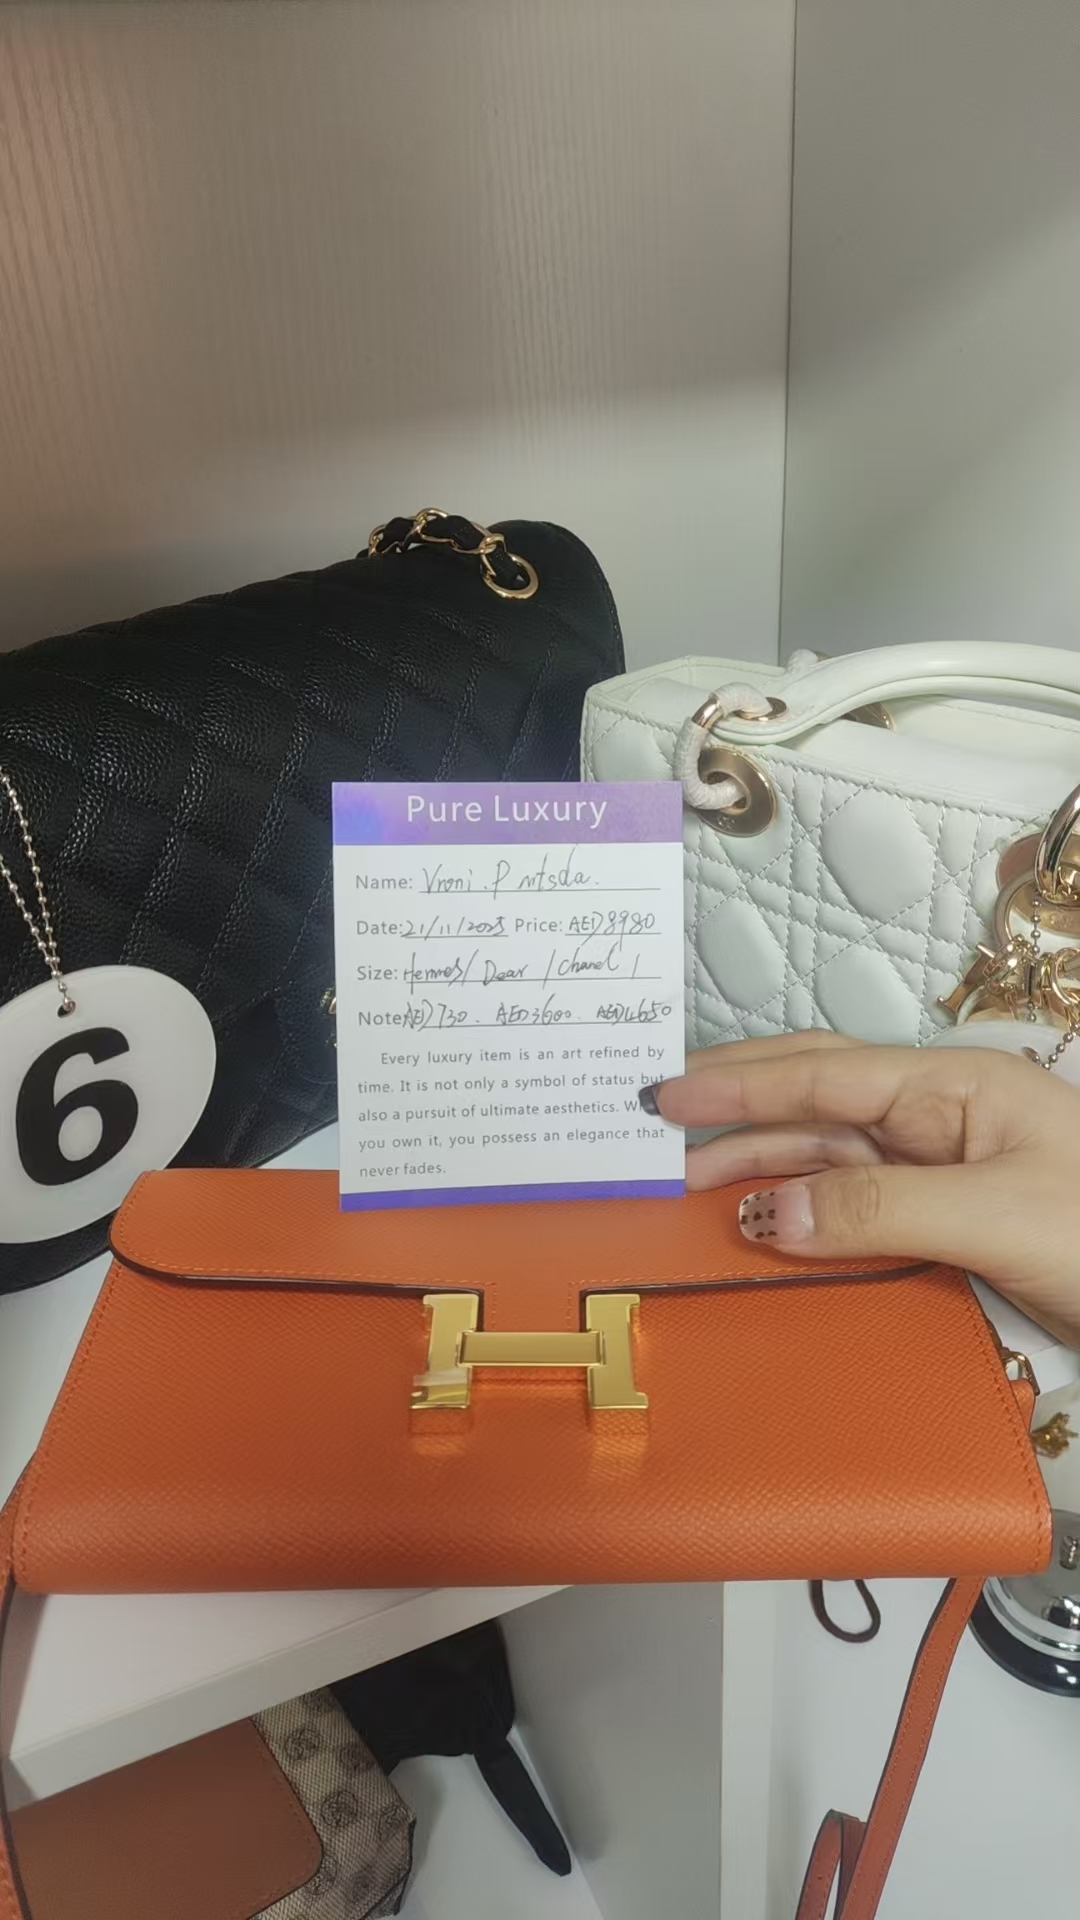 Pure Luxury
Name: Vroni . P
Date: 21/11/2025 Price: AED 8980
Size: Hermes / Dear / Chanel /
Note: AED 730 . AED 3600 . AED 4650
Every luxury item is an art refined by
time. It is not only a symbol of status but
also a pursuit of ultimate aesthetics.
you own it, you possess an elegance that
never fades.
6